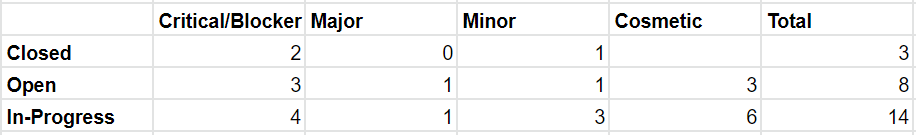 Critical/Blocker Major Minor Cosmetic Total
Closed 2 0 1 3
Open 3 1 1 3 8
In-Progress 4 1 3 6 14